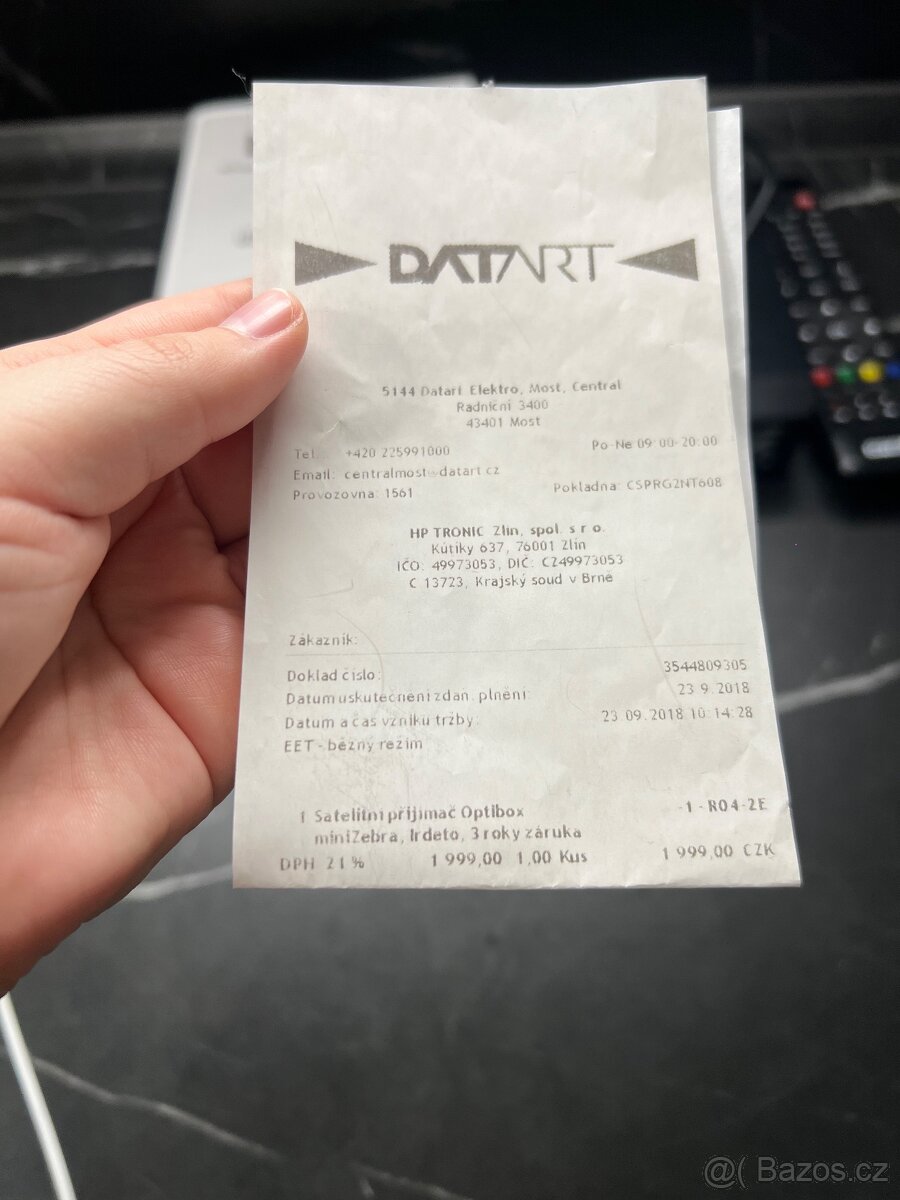 DATART
5144 Datart Elektro, Most, Central
Radniční 3400
43401 Most
Tel.: +420 225991000 Po-Ne 09:00-20:00
Email: centralmost@datart.cz
Provozovna: 1561 Pokladna: CSPRG2NT608
HP TRONIC Zlín, spol. s r.o.
Kútiky 637, 76001 Zlín
IČO: 49973053, DIČ: CZ49973053
C 13723, Krajský soud v Brně
Zákazník:
Doklad číslo: 3544809305
Datum uskutečnění zdan. plnění: 23.9.2018
Datum a čas vzniku tržby: 23.09.2018 10:14:28
EET - běžný režim
1 Satelitní přijímač Optibox -1-R04-2E
miniZebra, Irdeto, 3 roky záruka
DPH 21 % 1 999,00 1,00 Kus 1 999,00 CZK
@( Bazos.cz